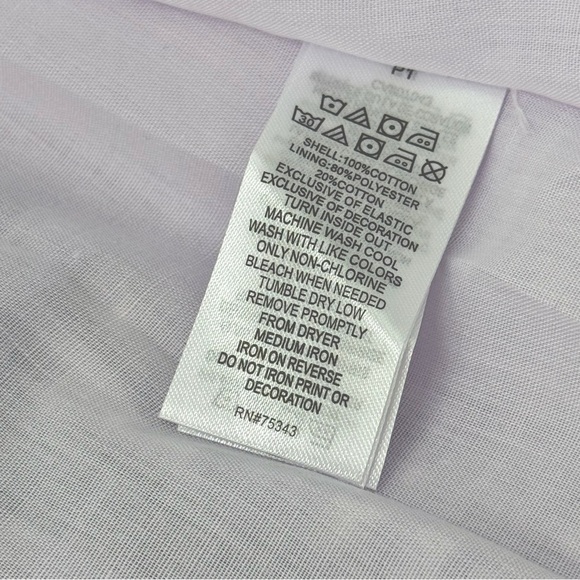 P1
30
SHELL:100%COTTON
LINING:80%POLYESTER
20%COTTON
EXCLUSIVE OF ELASTIC
EXCLUSIVE OF DECORATION
TURN INSIDE OUT
MACHINE WASH COOL
WASH WITH LIKE COLORS
ONLY NON-CHLORINE
BLEACH WHEN NEEDED
TUMBLE DRY LOW
REMOVE PROMPTLY
FROM DRYER
MEDIUM IRON
IRON ON REVERSE
DO NOT IRON PRINT OR
DECORATION
RN#75343